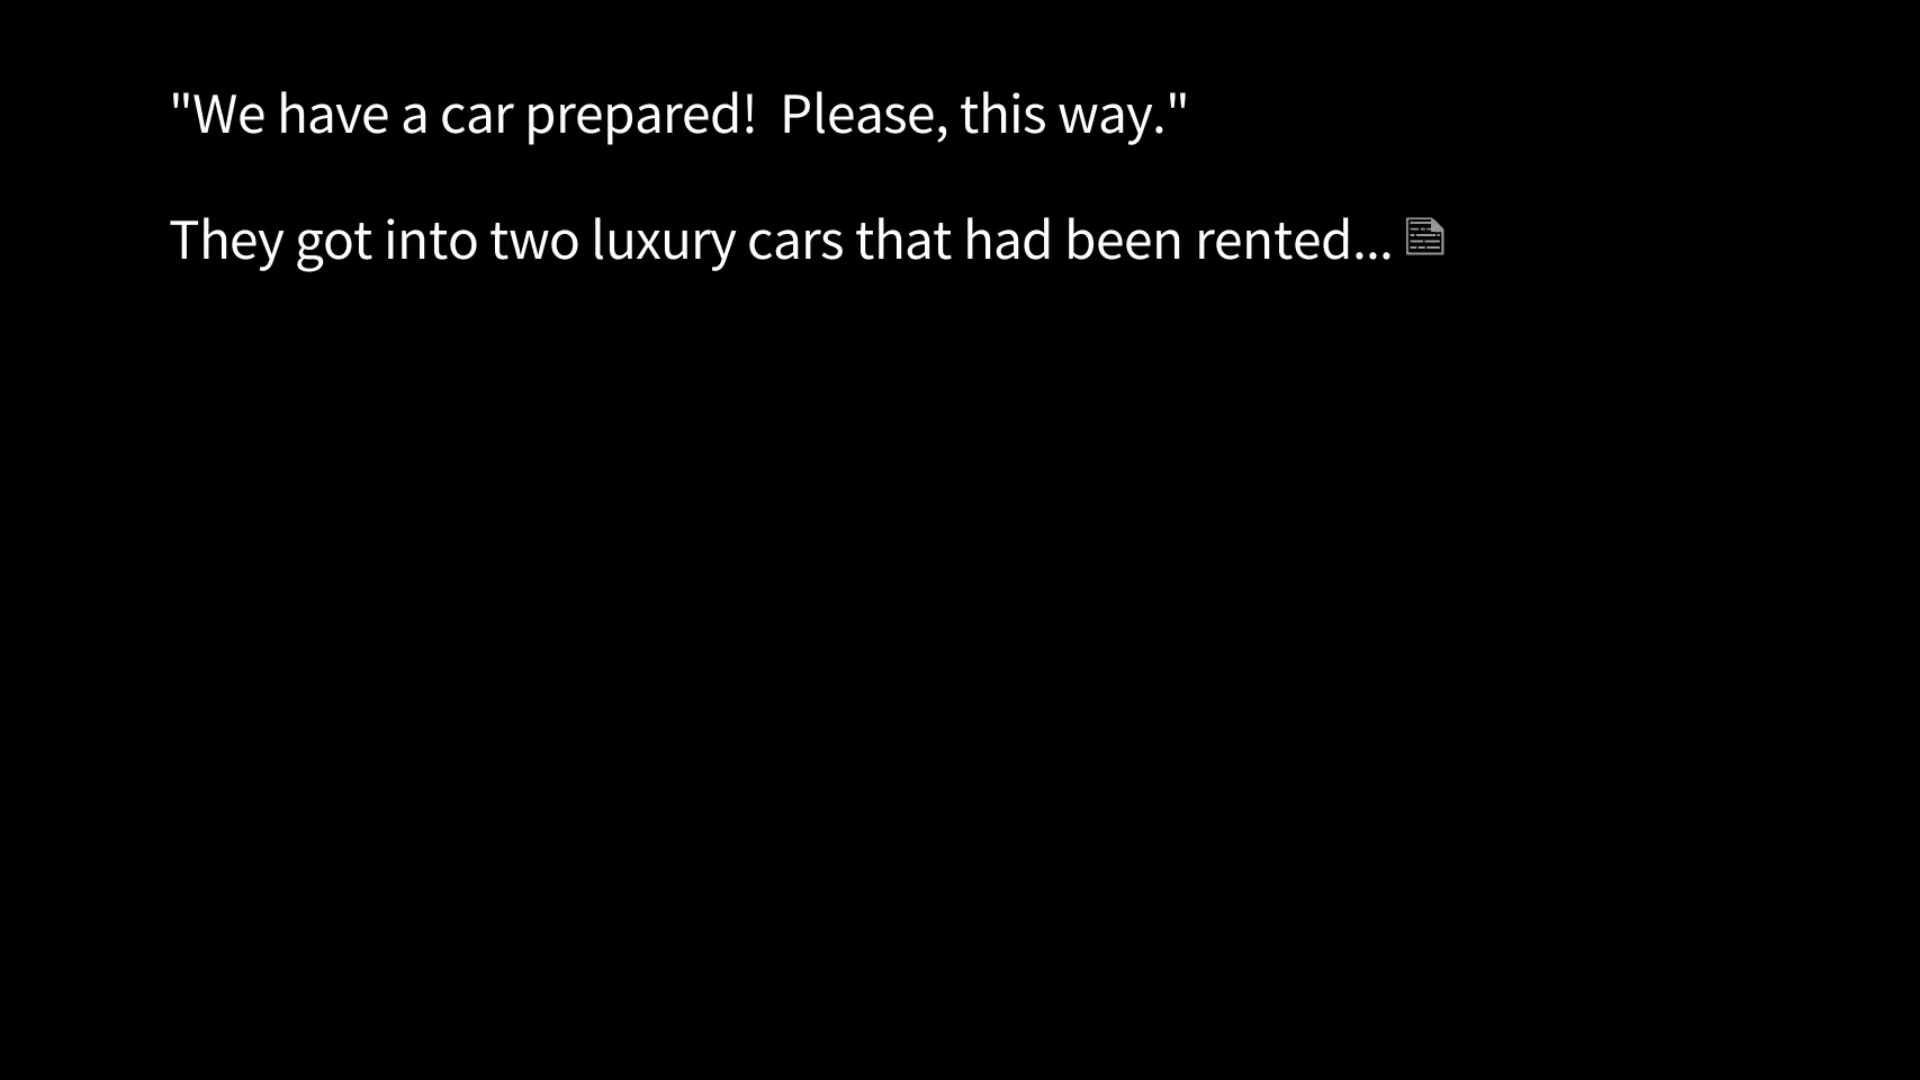 "We have a car prepared!  Please, this way."
They got into two luxury cars that had been rented...